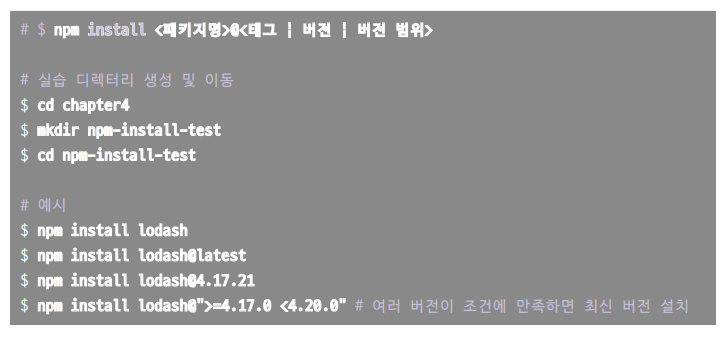 # $ npm install <패키지명>@<태그 | 버전 | 버전 범위>
# 실습 디렉터리 생성 및 이동
$ cd chapter4
$ mkdir npm-install-test
$ cd npm-install-test
# 예시
$ npm install lodash
$ npm install lodash@latest
$ npm install lodash@4.17.21
$ npm install lodash@">=4.17.0 <4.20.0" # 여러 버전이 조건에 만족하면 최신 버전 설치